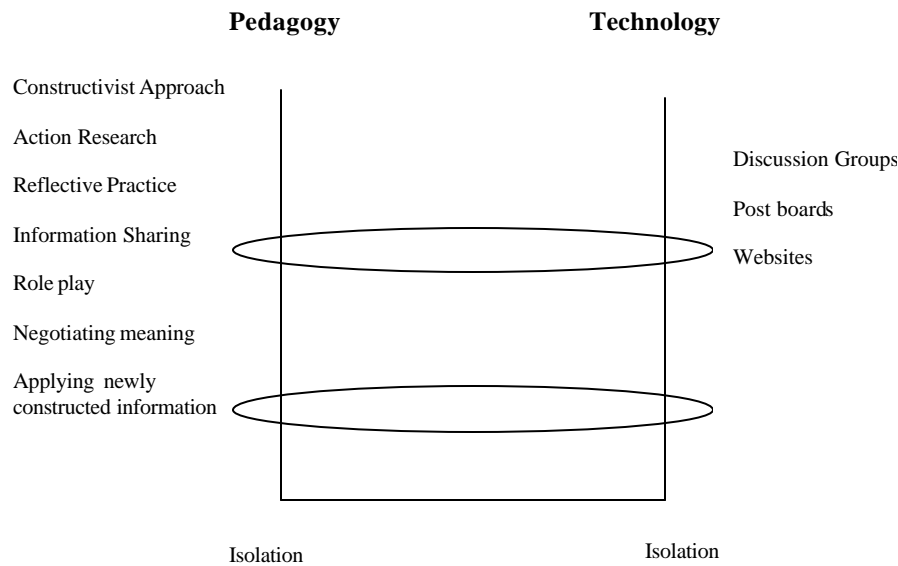 Pedagogy
Technology
Constructivist Approach
Action Research
Reflective Practice
Information Sharing
Role play
Negotiating meaning
Applying newly
constructed information
Discussion Groups
Post boards
Websites
Isolation
Isolation